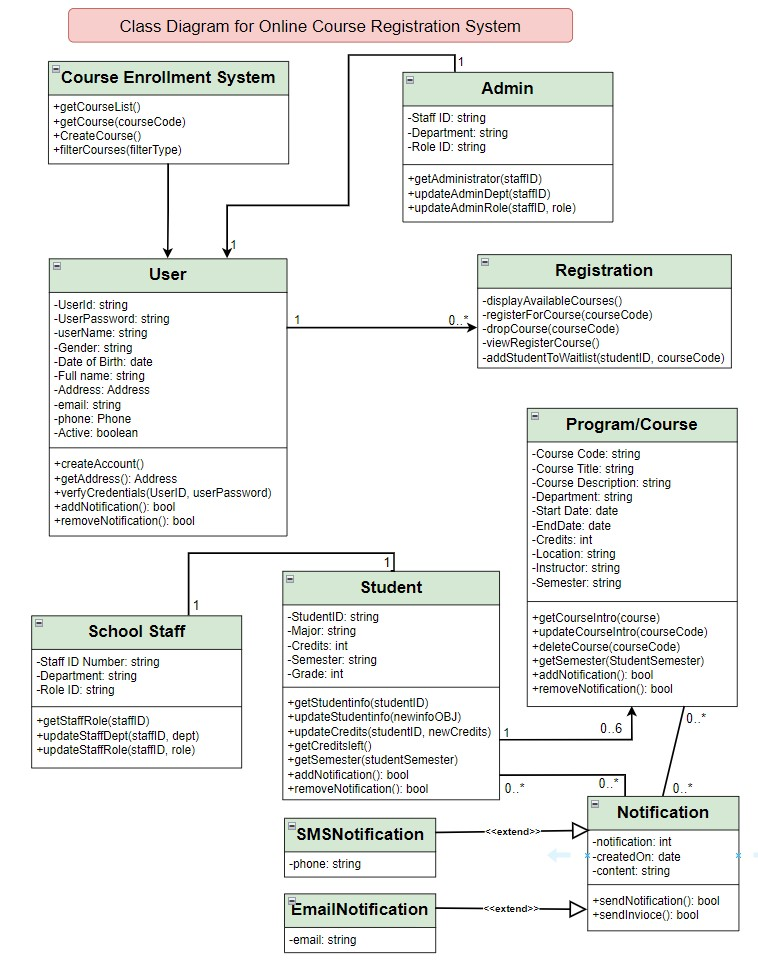 Class Diagram for Online Course Registration System
Course Enrollment System
+getCourseList()
+getCourse(courseCode)
+CreateCourse()
+filterCourses(filterType)
1
Admin
-Staff ID: string
-Department: string
-Role ID: string
+getAdministrator(staffID)
+updateAdminDept(staffID)
+updateAdminRole(staffID, role)
1
User
-UserId: string
-UserPassword: string
-userName: string
-Gender: string
-Date of Birth: date
-Full name: string
-Address: Address
-email: string
-phone: Phone
-Active: boolean
+createAccount()
+getAddress(): Address
+verfyCredentials(UserID, userPassword)
+addNotification(): bool
+removeNotification(): bool
1
0..*
Registration
-displayAvailableCourses()
-registerForCourse(courseCode)
-dropCourse(courseCode)
-viewRegisterCourse()
-addStudentToWaitlist(studentID, courseCode)
Program/Course
-Course Code: string
-Course Title: string
-Course Description: string
-Department: string
-Start Date: date
-EndDate: date
-Credits: int
-Location: string
-Instructor: string
-Semester: string
+getCourseIntro(course)
+updateCourseIntro(courseCode)
+deleteCourse(courseCode)
+getSemester(StudentSemester)
+addNotification(): bool
+removeNotification(): bool
1
1
School Staff
-Staff ID Number: string
-Department: string
-Role ID: string
+getStaffRole(staffID)
+updateStaffDept(staffID, dept)
+updateStaffRole(staffID, role)
Student
-StudentID: string
-Major: string
-Credits: int
-Semester: string
-Grade: int
+getStudentinfo(studentID)
+updateStudentinfo(newinfoOBJ)
+updateCredits(studentID, newCredits)
+getCreditsleft()
+getSemester(studentSemester)
+addNotification(): bool
+removeNotification(): bool
1
0..6
0..*
0..*
0..*
0..*
Notification
-notification: int
-createdOn: date
-content: string
+sendNotification(): bool
+sendInvioce(): bool
SMSNotification
-phone: string
<<extend>>
EmailNotification
-email: string
<<extend>>